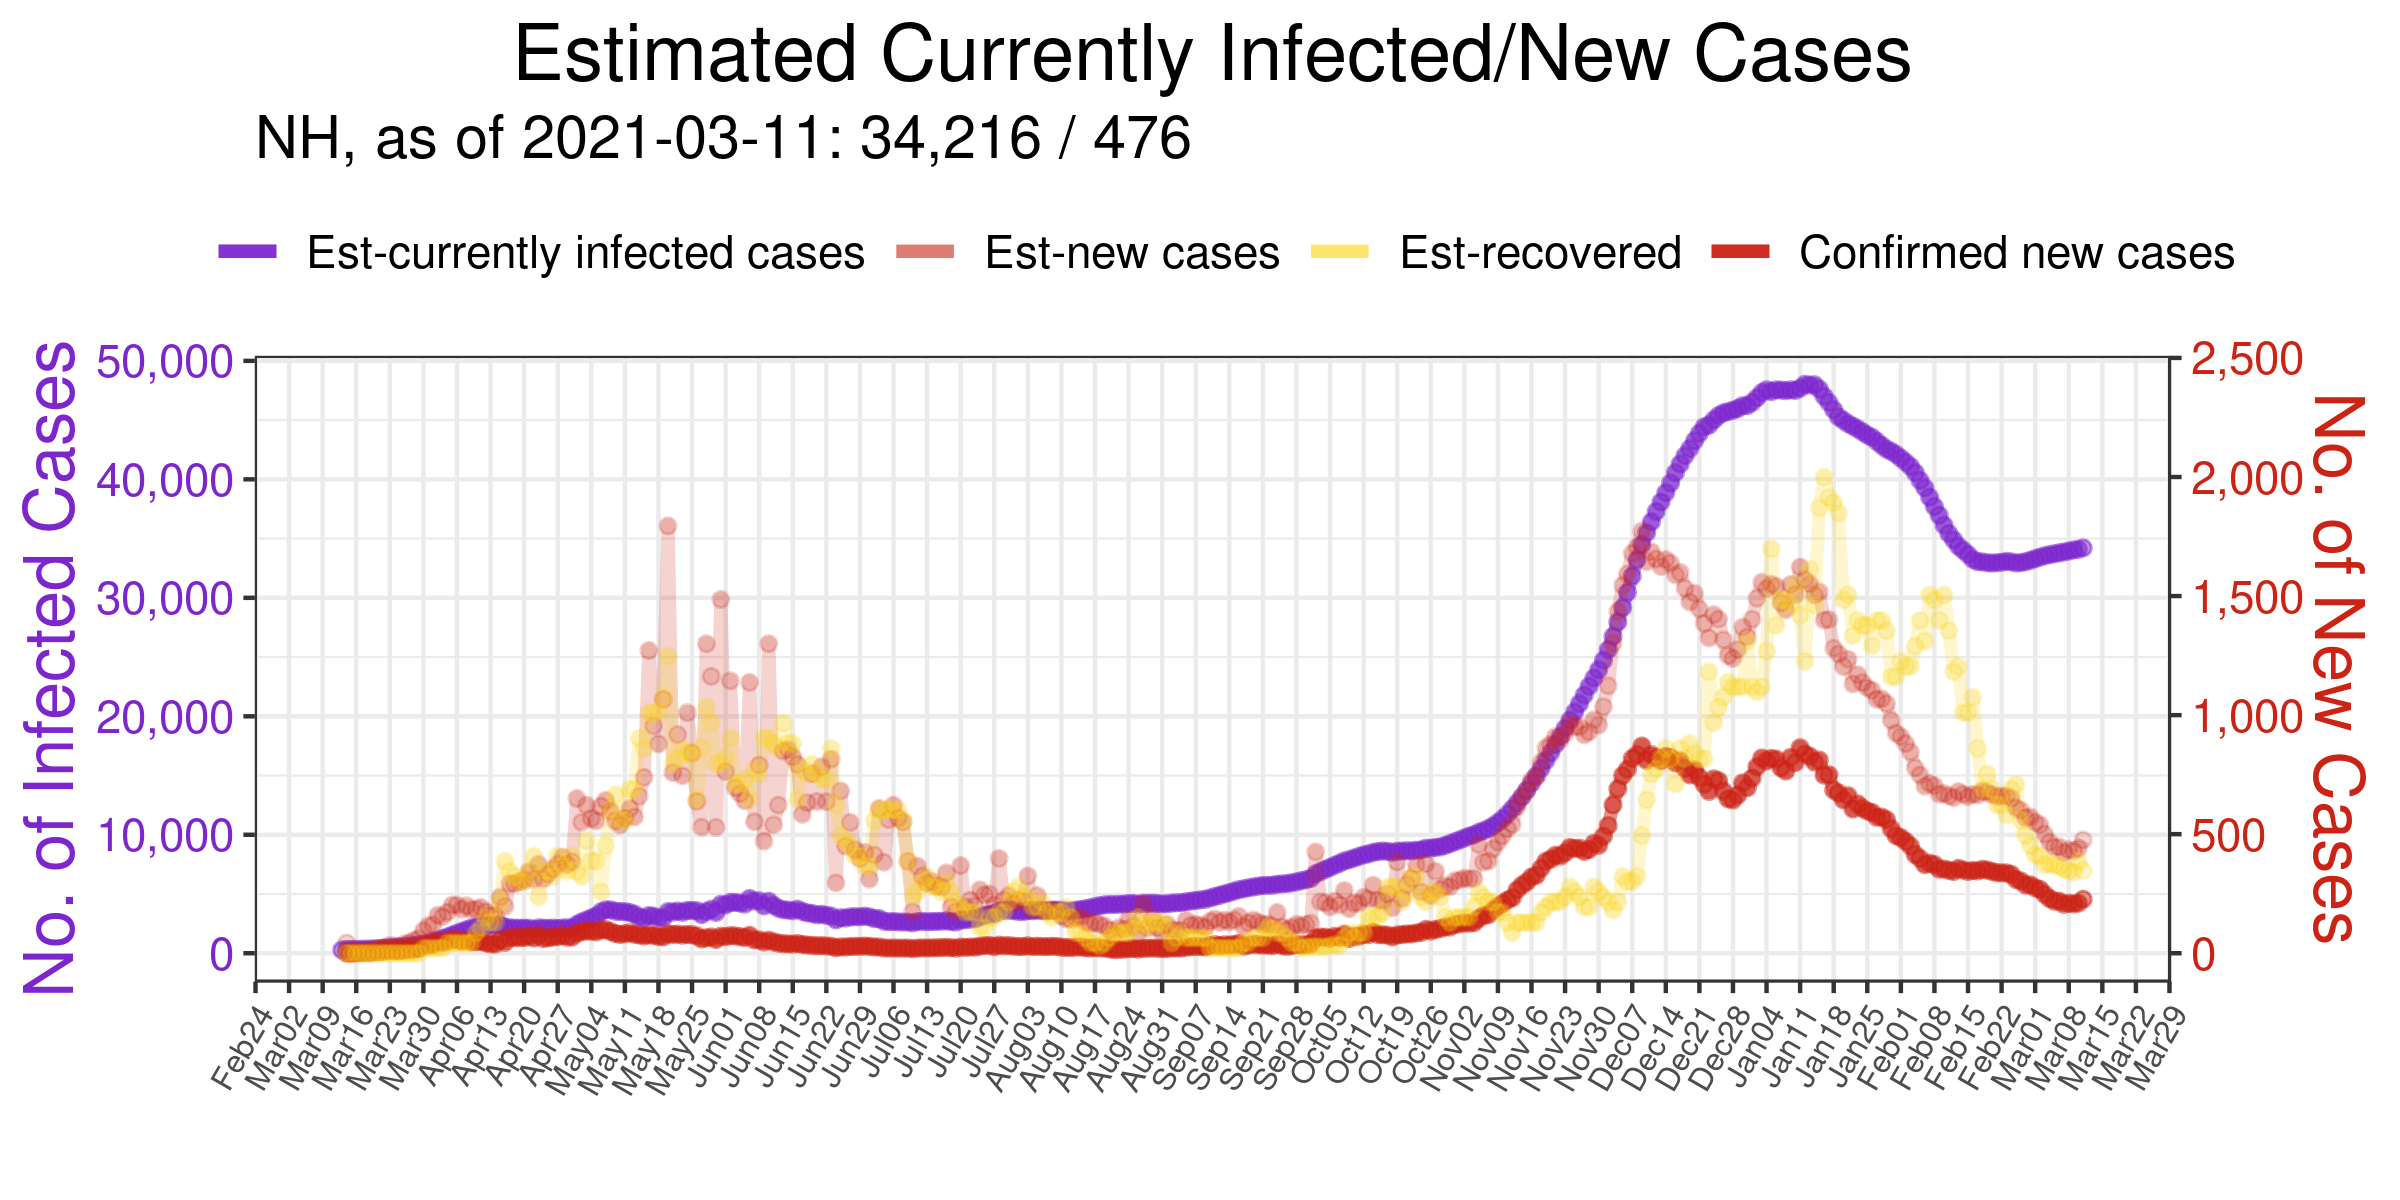 Estimated Currently Infected/New Cases
NH, as of 2021-03-11: 34,216 / 476
Est-currently infected cases Est-new cases Est-recovered Confirmed new cases
No. of Infected Cases
50,000
40,000
30,000
20,000
10,000
0
2,500
2,000
1,500
1,000
500
0
No. of New Cases
Feb24 Mar02 Mar09 Mar16 Mar23 Mar30 Apr06 Apr13 Apr20 Apr27 May04 May11 May18 May25 Jun01 Jun08 Jun15 Jun22 Jun29 Jul06 Jul13 Jul20 Jul27 Aug03 Aug10 Aug17 Aug24 Aug31 Sep07 Sep14 Sep21 Sep28 Oct05 Oct12 Oct19 Oct26 Nov02 Nov09 Nov16 Nov23 Nov30 Dec07 Dec14 Dec21 Dec28 Jan04 Jan11 Jan18 Jan25 Feb01 Feb08 Feb15 Feb22 Mar01 Mar08 Mar15 Mar22 Mar29